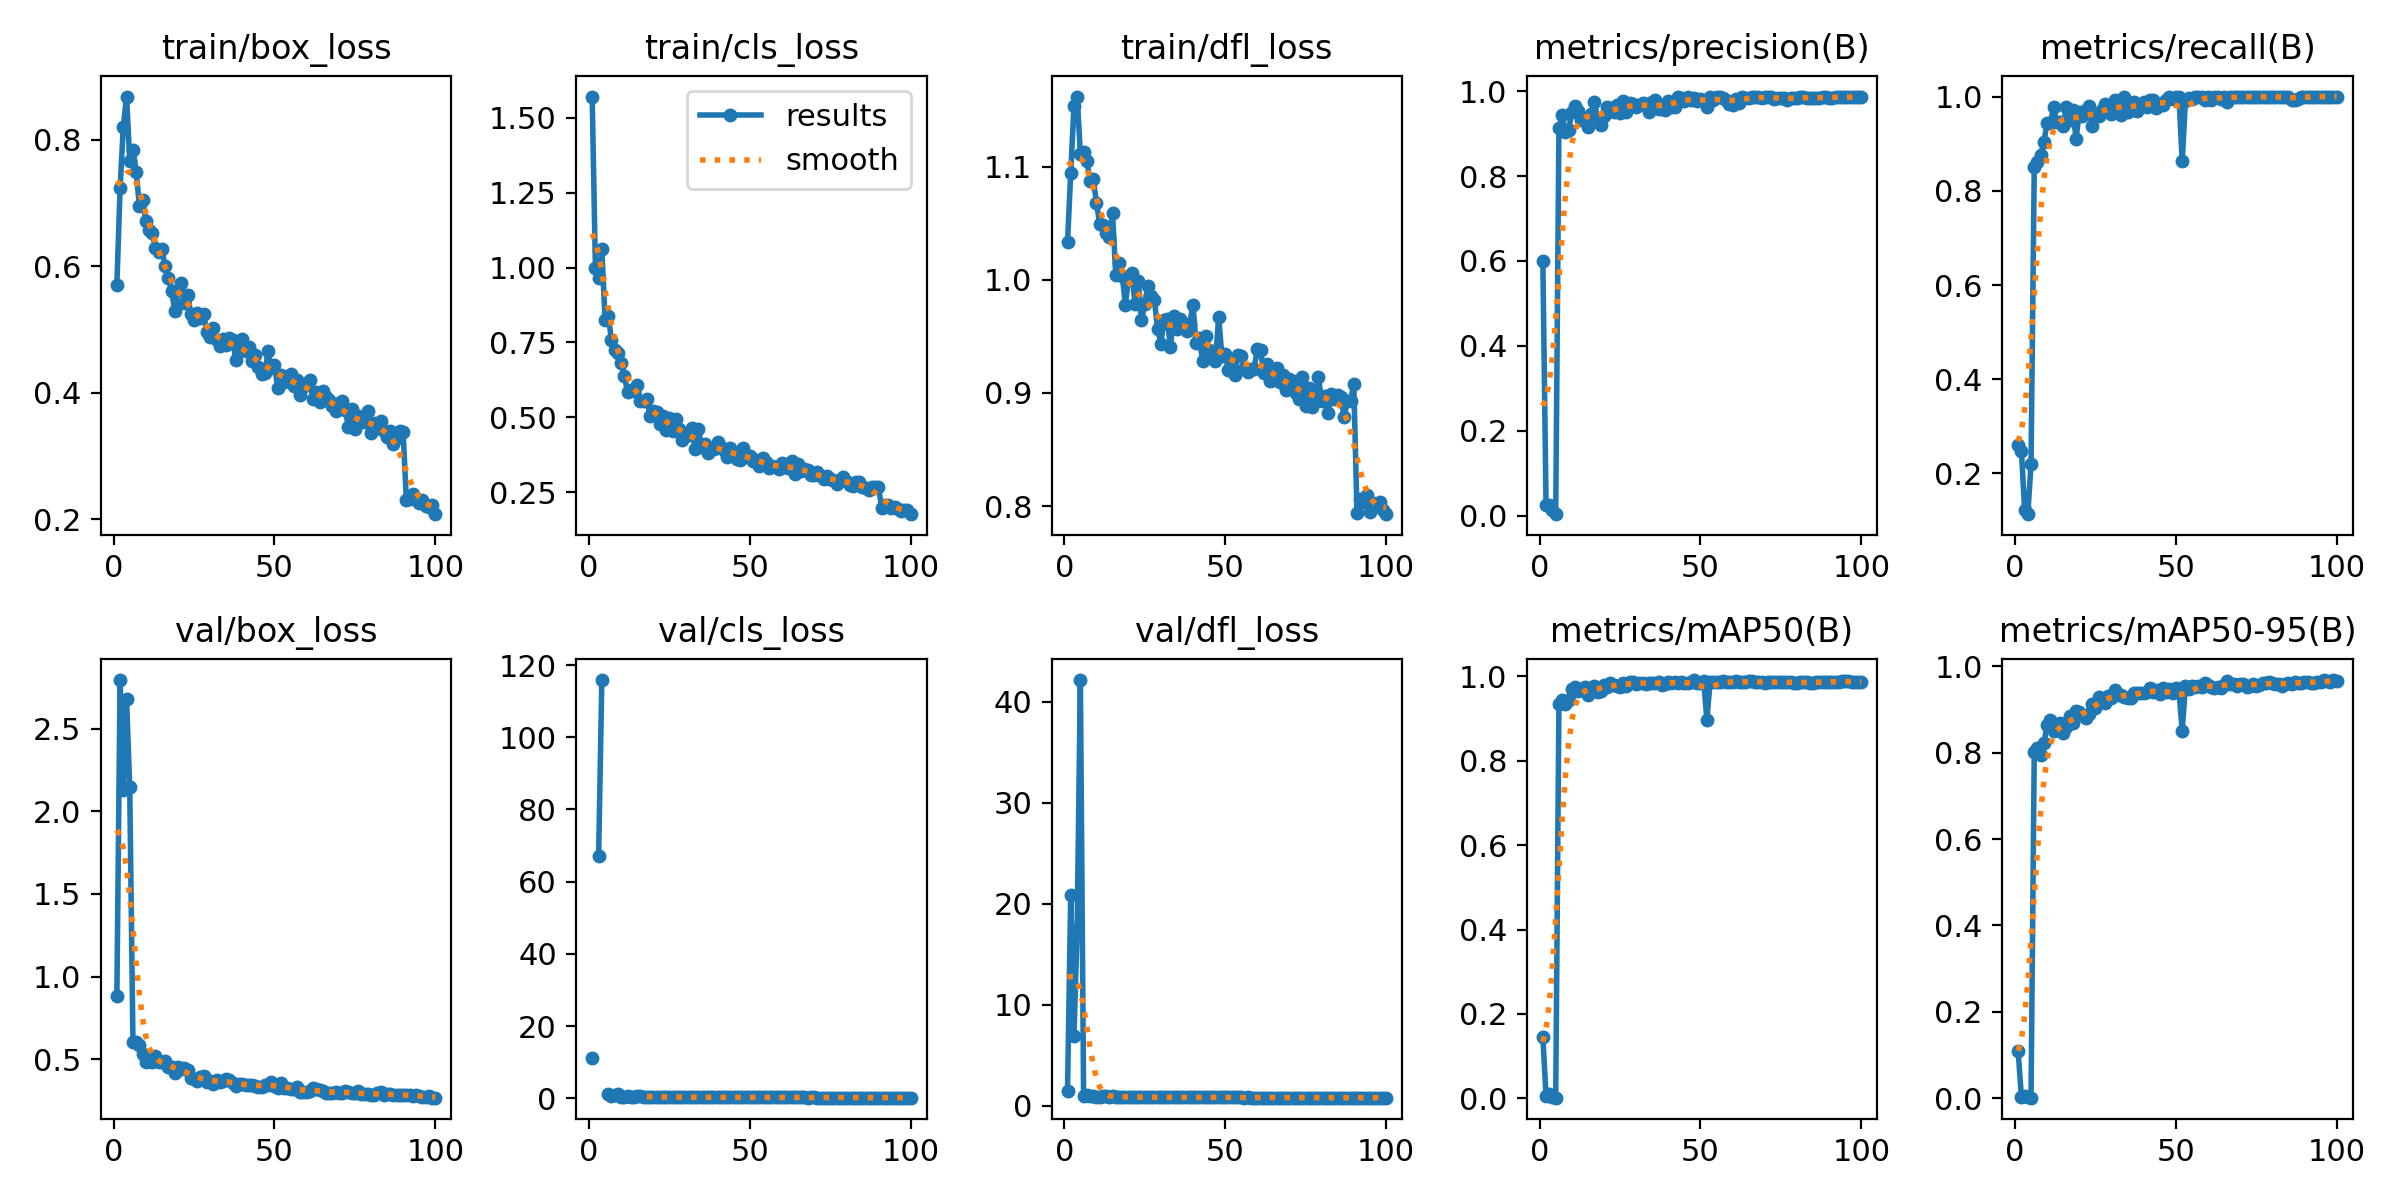 train/box_loss
0.8
0.6
0.4
0.2
0 50 100
train/cls_loss
results
smooth
1.50
1.25
1.00
0.75
0.50
0.25
0 50 100
train/dfl_loss
1.1
1.0
0.9
0.8
0 50 100
metrics/precision(B)
1.0
0.8
0.6
0.4
0.2
0.0
0 50 100
metrics/recall(B)
1.0
0.8
0.6
0.4
0.2
0 50 100
val/box_loss
2.5
2.0
1.5
1.0
0.5
0 50 100
val/cls_loss
120
100
80
60
40
20
0
0 50 100
val/dfl_loss
40
30
20
10
0
0 50 100
metrics/mAP50(B)
1.0
0.8
0.6
0.4
0.2
0.0
0 50 100
metrics/mAP50-95(B)
1.0
0.8
0.6
0.4
0.2
0.0
0 50 100